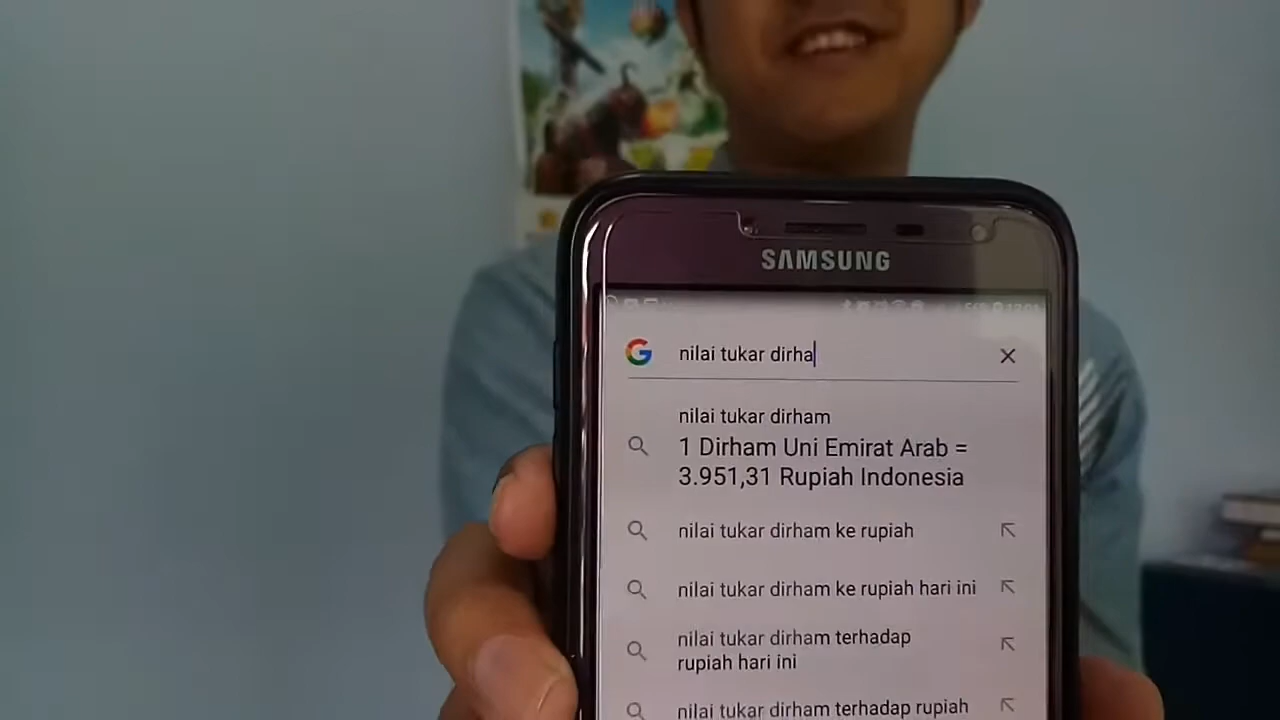 SAMSUNG
nilai tukar dirha
nilai tukar dirham
1 Dirham Uni Emirat Arab =
3.951,31 Rupiah Indonesia
nilai tukar dirham ke rupiah
nilai tukar dirham ke rupiah hari ini
nilai tukar dirham terhadap
rupiah hari ini
nilai tukar dirham terhadap rupiah